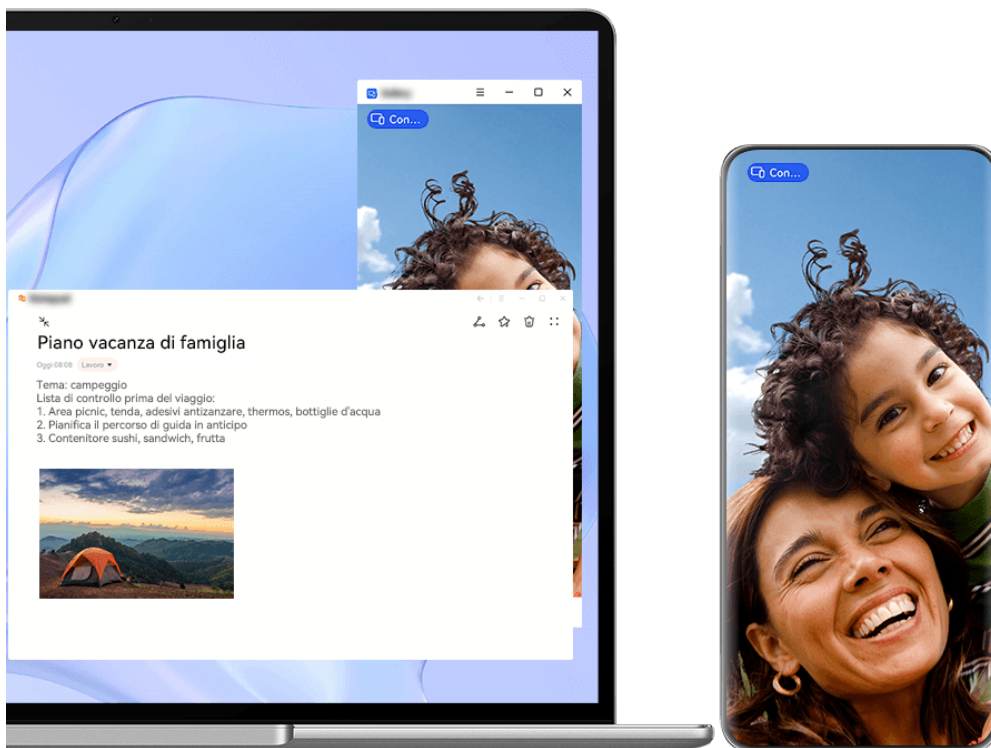 Con...
Con...
Piano vacanza di famiglia
Oggi 08:08 Lavoro
Tema: campeggio
Lista di controllo prima del viaggio:
1. Area picnic, tenda, adesivi antizanzare, thermos, bottiglie d'acqua
2. Pianifica il percorso di guida in anticipo
3. Contenitore sushi, sandwich, frutta